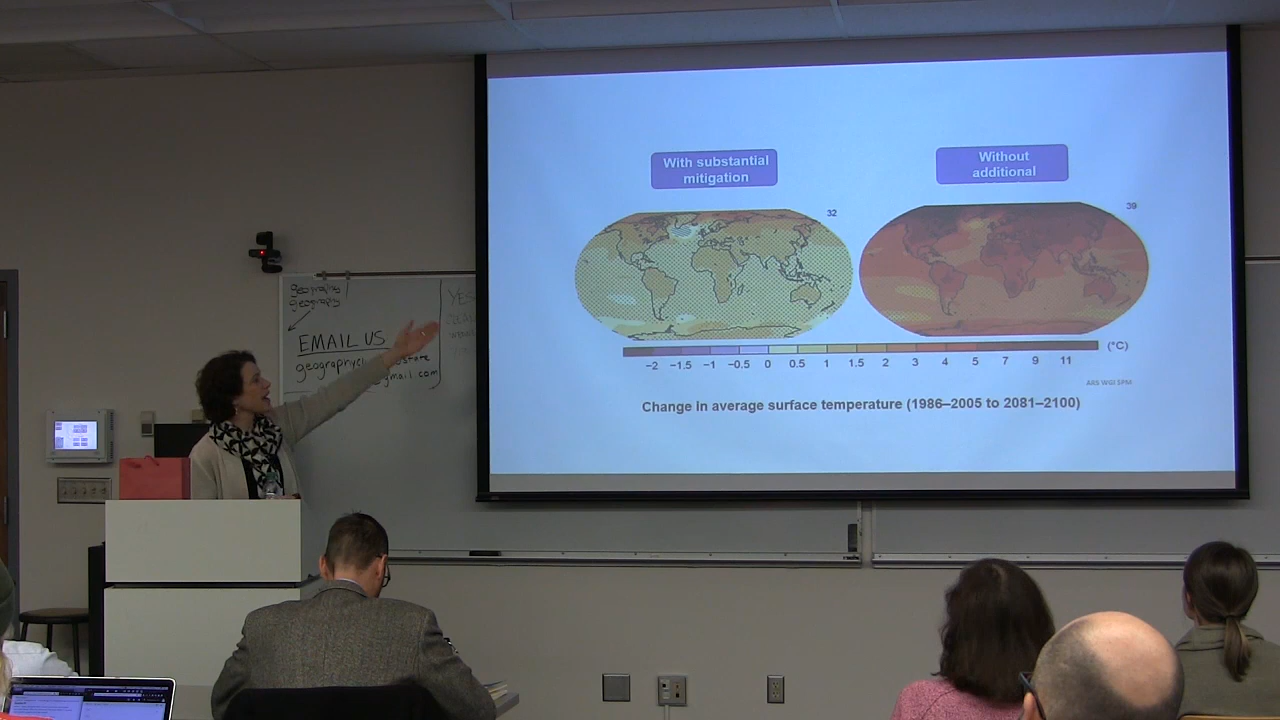 With substantial
mitigation
Without
additional
32
39
−2 −1.5 −1 −0.5 0 0.5 1 1.5 2 3 4 5 7 9 11 (°C)
AR5 WGI SPM
Change in average surface temperature (1986–2005 to 2081–2100)
geography
EMAIL US
gmail.com
YES